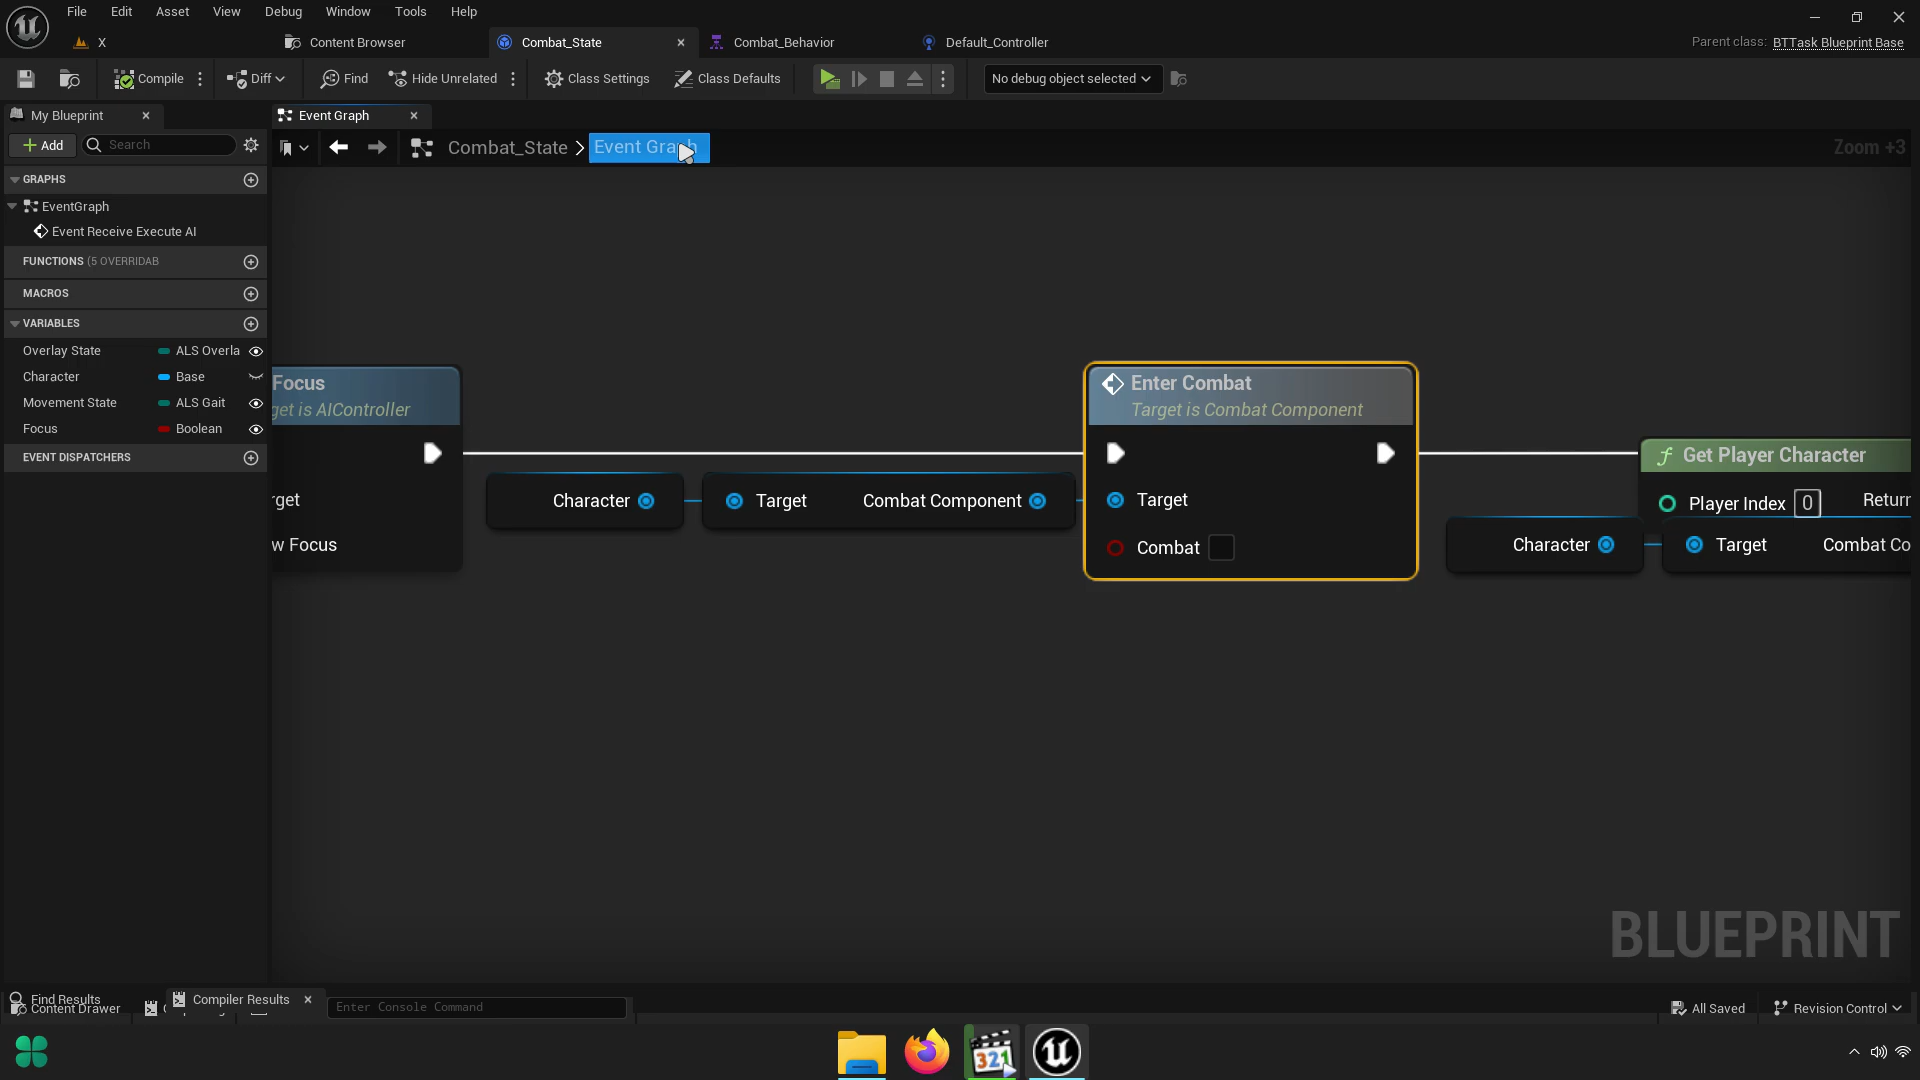 File Edit Asset View Debug Window Tools Help
X Content Browser Combat_State Combat_Behavior Default_Controller
Parent class: BTTask Blueprint Base
Compile Diff Find Hide Unrelated Class Settings Class Defaults No debug object selected
My Blueprint
Event Graph
Add Search
Combat_State > Event Graph
Zoom +3
GRAPHS
EventGraph
Event Receive Execute AI
FUNCTIONS (5 OVERRIDAB
MACROS
VARIABLES
Overlay State ALS Overla
Character Base
Movement State ALS Gait
Focus Boolean
EVENT DISPATCHERS
Focus
get is AIController
rget
w Focus
Character
Target Combat Component
Enter Combat
Target is Combat Component
Target
Combat
Get Player Character
Player Index 0 Return
Character
Target Combat Co
BLUEPRINT
Find Results Compiler Results
Content Drawer
Enter Console Command
All Saved Revision Control
321